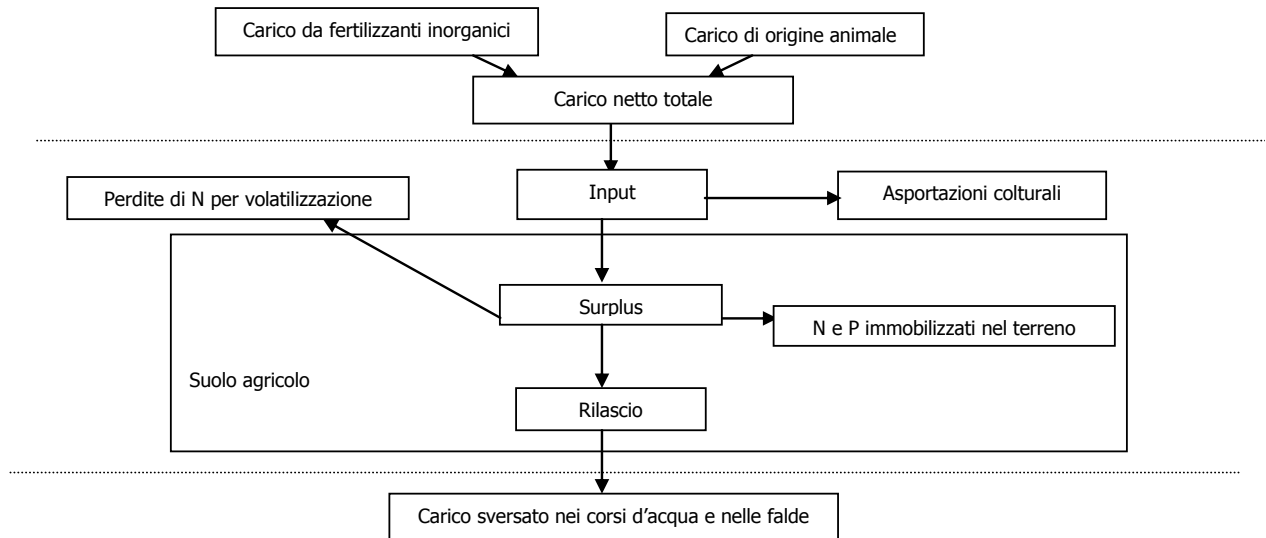 Carico da fertilizzanti inorganici
Carico di origine animale
Carico netto totale
Perdite di N per volatilizzazione
Input
Asportazioni colturali
Surplus
N e P immobilizzati nel terreno
Suolo agricolo
Rilascio
Carico sversato nei corsi d'acqua e nelle falde